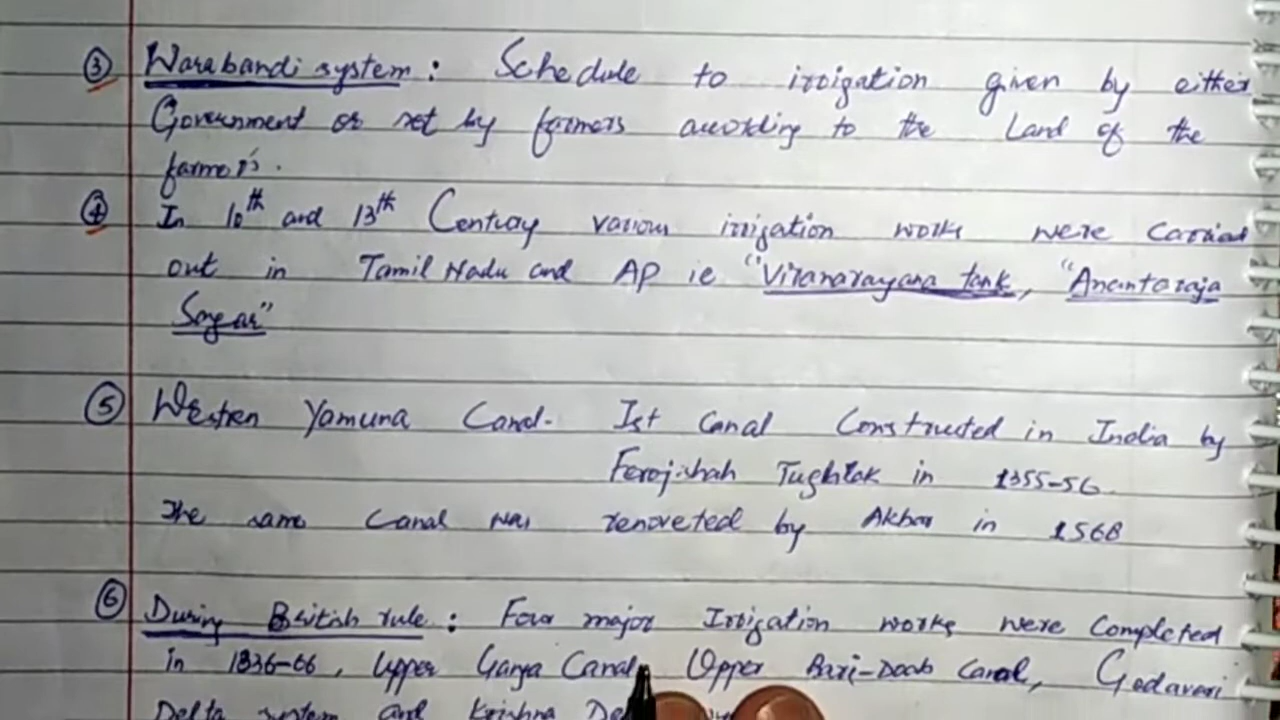 ③ Warabandi system : Schedule to irrigation given by either
Government or set by farmers according to the Land of the
farmer's.
④ In 10th and 13th Century various irrigation works were carried
out in Tamil Nadu and AP ie "Viranarayana tank, "Anantaraja
Sagar"
⑤ Western Yamuna Canal- Ist Canal Constructed in India by
Ferojshah Tughlak in 1355-56.
The same Canal was renoveted by Akbar in 1568
⑥ During British rule : Four major Irrigation works were Completed
in 1836-66, Upper Ganga Canal, Upper Bari-Doab Canal, Godavari
Delta system and Krishna